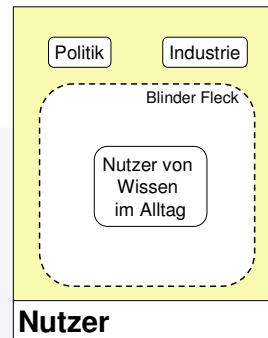 Politik Industrie
Blinder Fleck
Nutzer von
Wissen
im Alltag
Nutzer